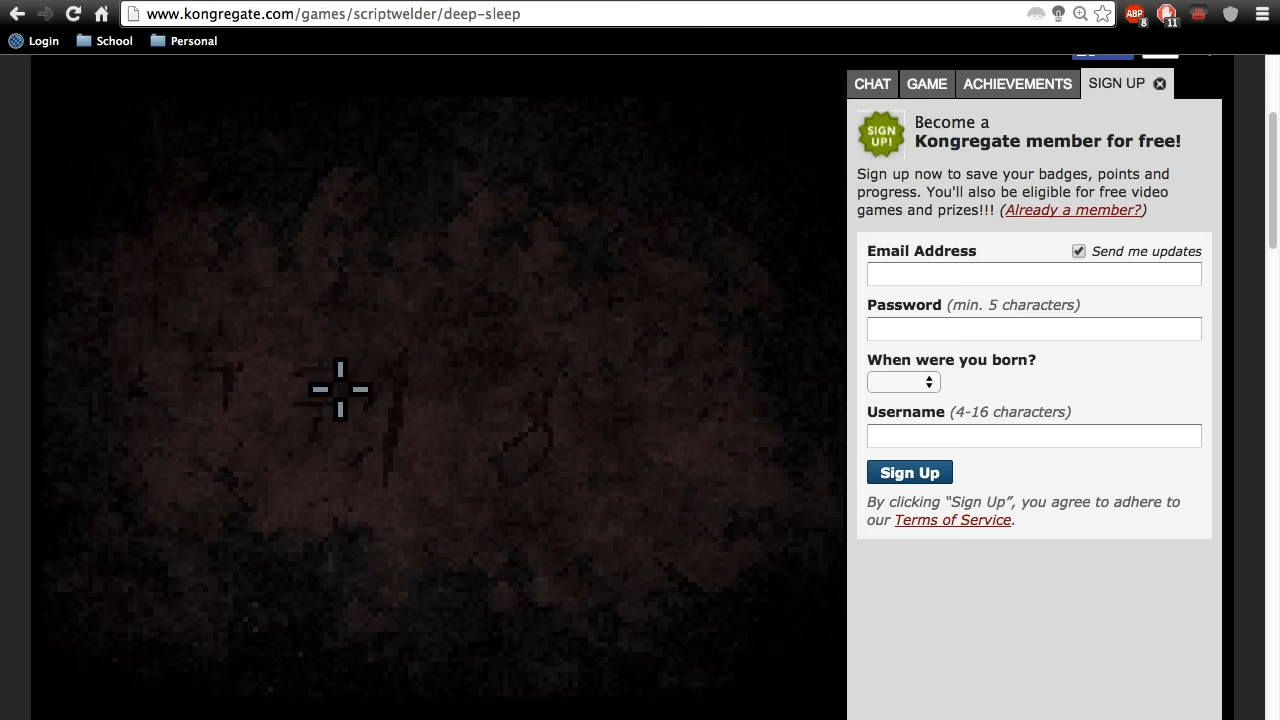 www.kongregate.com/games/scriptwelder/deep-sleep
ABP
8
11
Login
School
Personal
CHAT
GAME
ACHIEVEMENTS
SIGN UP
SIGN UP!
Become a
Kongregate member for free!
Sign up now to save your badges, points and
progress. You'll also be eligible for free video
games and prizes!!! (Already a member?)
Email Address
Send me updates
Password (min. 5 characters)
When were you born?
Username (4-16 characters)
Sign Up
By clicking “Sign Up”, you agree to adhere to
our Terms of Service.